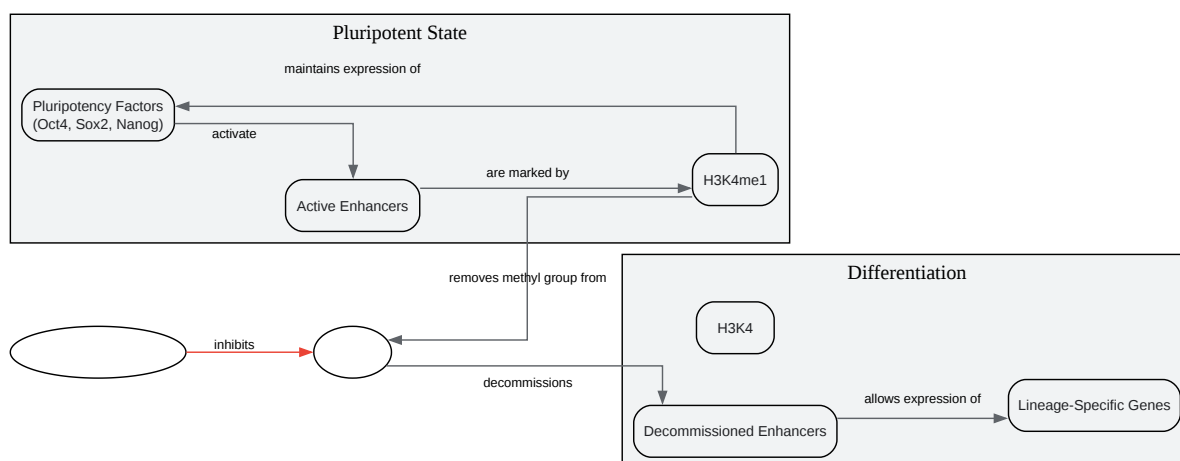 Pluripotent State
maintains expression of
Pluripotency Factors
(Oct4, Sox2, Nanog)
activate
are marked by
H3K4me1
Active Enhancers
removes methyl group from
Differentiation
H3K4
inhibits
decommissions
allows expression of
Lineage-Specific Genes
Decommissioned Enhancers